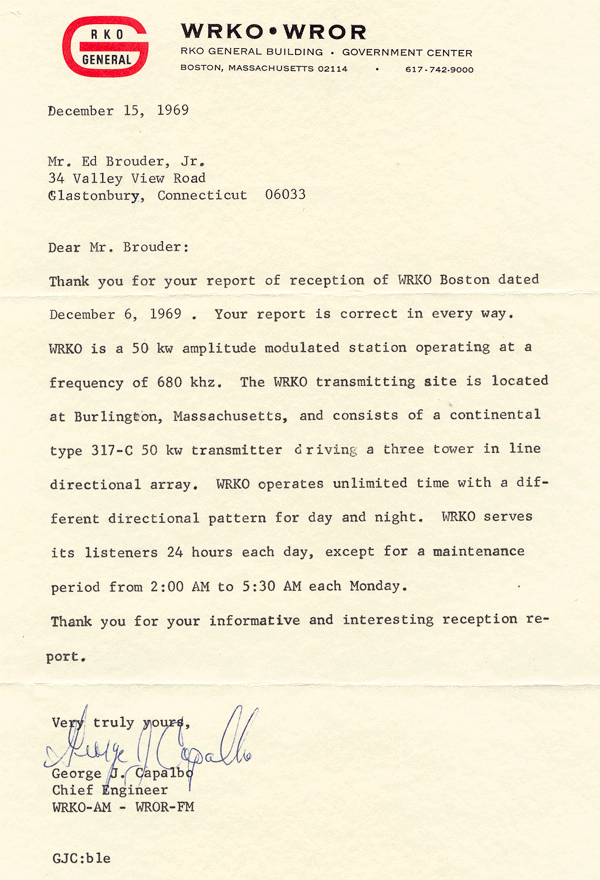 RKO
GENERAL
WRKO • WROR
RKO GENERAL BUILDING • GOVERNMENT CENTER
BOSTON, MASSACHUSETTS 02114 • 617-742-9000
December 15, 1969
Mr. Ed Brouder, Jr.
34 Valley View Road
Glastonbury, Connecticut 06033
Dear Mr. Brouder:
Thank you for your report of reception of WRKO Boston dated
December 6, 1969 . Your report is correct in every way.
WRKO is a 50 kw amplitude modulated station operating at a
frequency of 680 khz. The WRKO transmitting site is located
at Burlington, Massachusetts, and consists of a continental
type 317-C 50 kw transmitter driving a three tower in line
directional array. WRKO operates unlimited time with a dif-
ferent directional pattern for day and night. WRKO serves
its listeners 24 hours each day, except for a maintenance
period from 2:00 AM to 5:30 AM each Monday.
Thank you for your informative and interesting reception re-
port.
Very truly yours,
George J Capalbo
George J. Capalbo
Chief Engineer
WRKO-AM - WROR-FM
GJC:ble